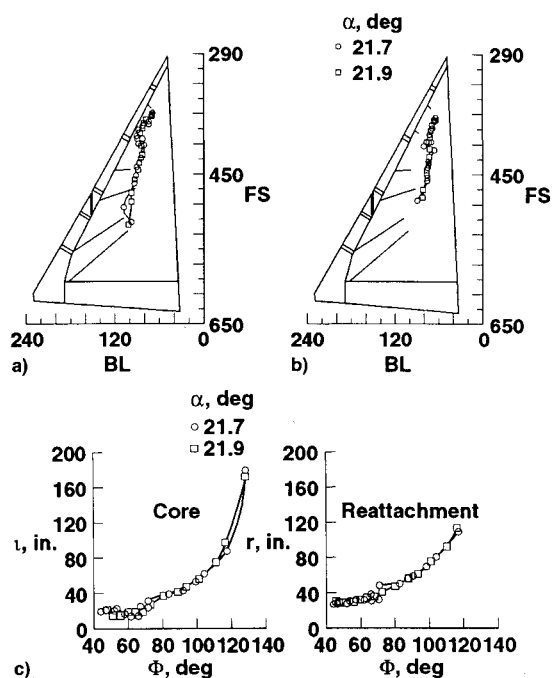 α, deg
○ 21.7
□ 21.9
290
450
FS
650
240 120 0
BL
a)
290
450
FS
650
240 120 0
BL
b)
α, deg
○ 21.7
□ 21.9
200
160
120
ι, in.
80
40
0
40 60 80 100 120 140
Φ, deg
Core
200
160
120
r, in.
80
40
0
40 60 80 100 120 140
Φ, deg
Reattachment
c)